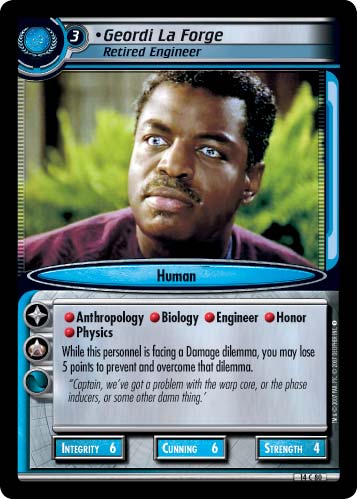 3
•Geordi La Forge
Retired Engineer
Human
• Anthropology • Biology • Engineer • Honor
• Physics
While this personnel is facing a Damage dilemma, you may lose
5 points to prevent and overcome that dilemma.
"Captain, we've got a problem with the warp core, or the phase
inducers, or some other damn thing.'
INTEGRITY 6 CUNNING 6 STRENGTH 4
14 C 80